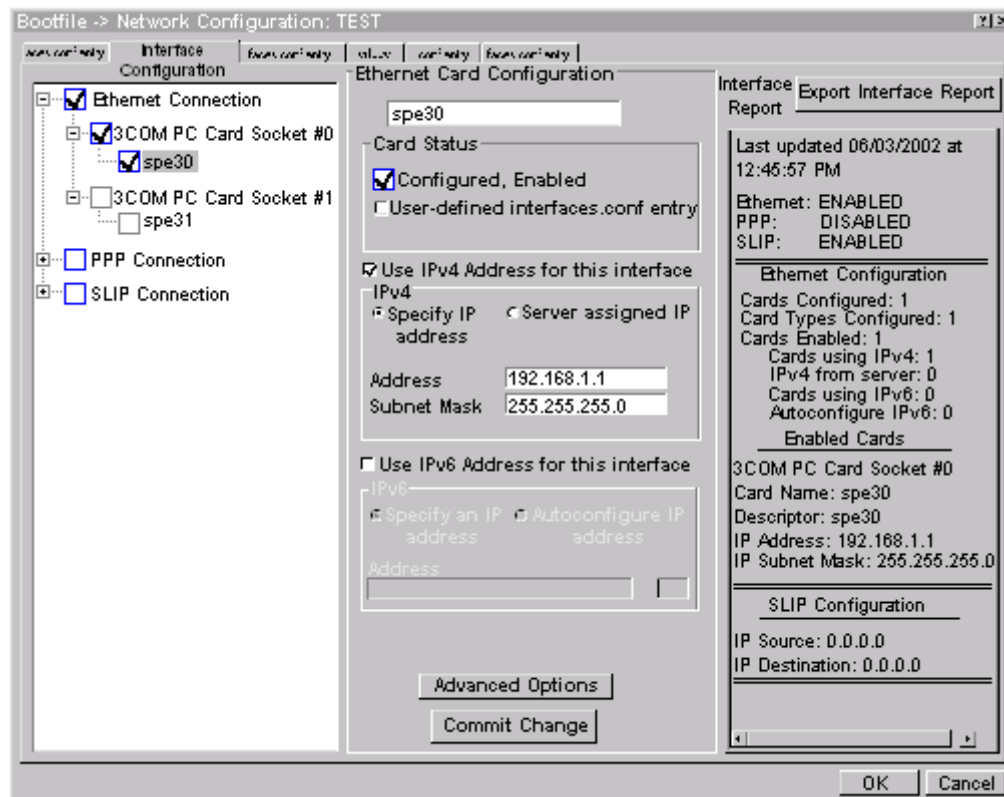 Bootfile -> Network Configuration: TEST
Interface
Configuration
Ethernet Connection
3COM PC Card Socket #0
spe30
3COM PC Card Socket #1
spe31
PPP Connection
SLIP Connection
Ethernet Card Configuration
spe30
Card Status
Configured, Enabled
User-defined interfaces.conf entry
Use IPv4 Address for this interface
IPv4
Specify IP
address
Server assigned IP
Address
192.168.1.1
Subnet Mask
255.255.255.0
Use IPv6 Address for this interface
IPv6
Specify an IP
address
Autoconfigure IP
address
Address
Advanced Options
Commit Change
Interface
Report
Export Interface Report
Last updated 06/03/2002 at
12:45:57 PM
Ethernet: ENABLED
PPP: DISABLED
SLIP: ENABLED
Ethernet Configuration
Cards Configured: 1
Card Types Configured: 1
Cards Enabled: 1
Cards using IPv4: 1
IPv4 from server: 0
Cards using IPv6: 0
Autoconfigure IPv6: 0
Enabled Cards
3COM PC Card Socket #0
Card Name: spe30
Descriptor: spe30
IP Address: 192.168.1.1
IP Subnet Mask: 255.255.255.0
SLIP Configuration
IP Source: 0.0.0.0
IP Destination: 0.0.0.0
OK
Cancel